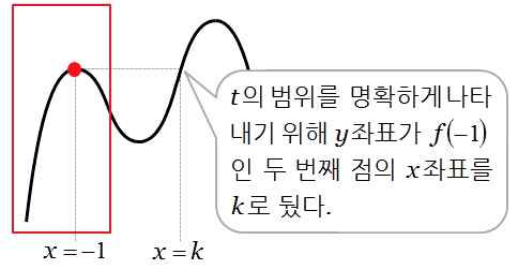 t의 범위를 명확하게나타
내기 위해 y좌표가 f(-1)
인 두 번째 점의 x좌표를
k로 뒀다.
x=-1 x=k